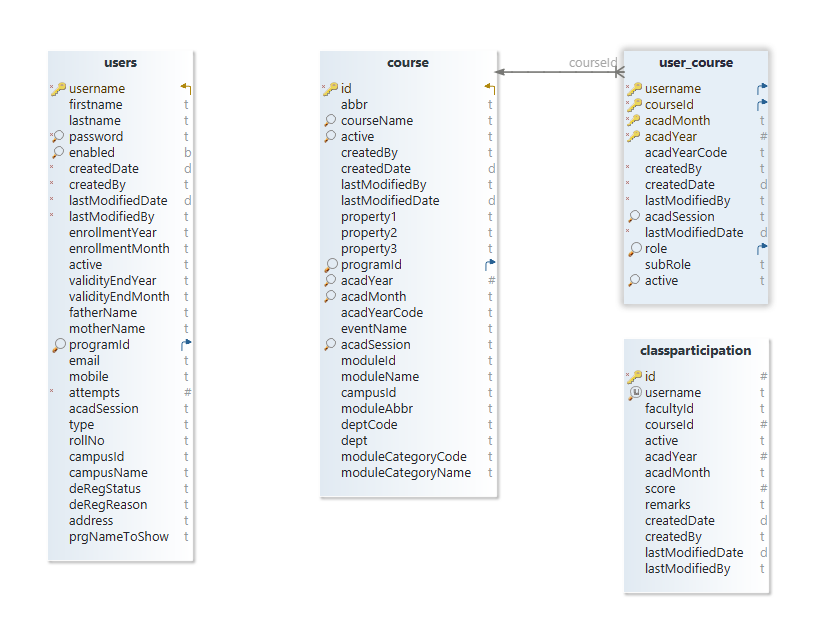 users
username
firstname t
lastname t
password t
enabled b
createdDate d
createdBy t
lastModifiedDate d
lastModifiedBy t
enrollmentYear t
enrollmentMonth t
active t
validityEndYear t
validityEndMonth t
fatherName t
motherName t
programId
email t
mobile t
attempts #
acadSession t
type t
rollNo t
campusId t
campusName t
deRegStatus t
deRegReason t
address t
prgNameToShow t
course
id
abbr t
courseName t
active t
createdBy t
createdDate d
lastModifiedBy t
lastModifiedDate d
property1 t
property2 t
property3 t
programId
acadYear #
acadMonth t
acadYearCode t
eventName t
acadSession t
moduleId t
moduleName t
campusId t
moduleAbbr t
deptCode t
dept t
moduleCategoryCode t
moduleCategoryName t
courseId
user_course
username
courseId
acadMonth t
acadYear #
acadYearCode t
createdBy t
createdDate d
lastModifiedBy t
acadSession t
lastModifiedDate d
role
subRole t
active t
classparticipation
id #
username t
facultyId t
courseId #
active t
acadYear #
acadMonth t
score #
remarks t
createdDate d
createdBy t
lastModifiedDate d
lastModifiedBy t